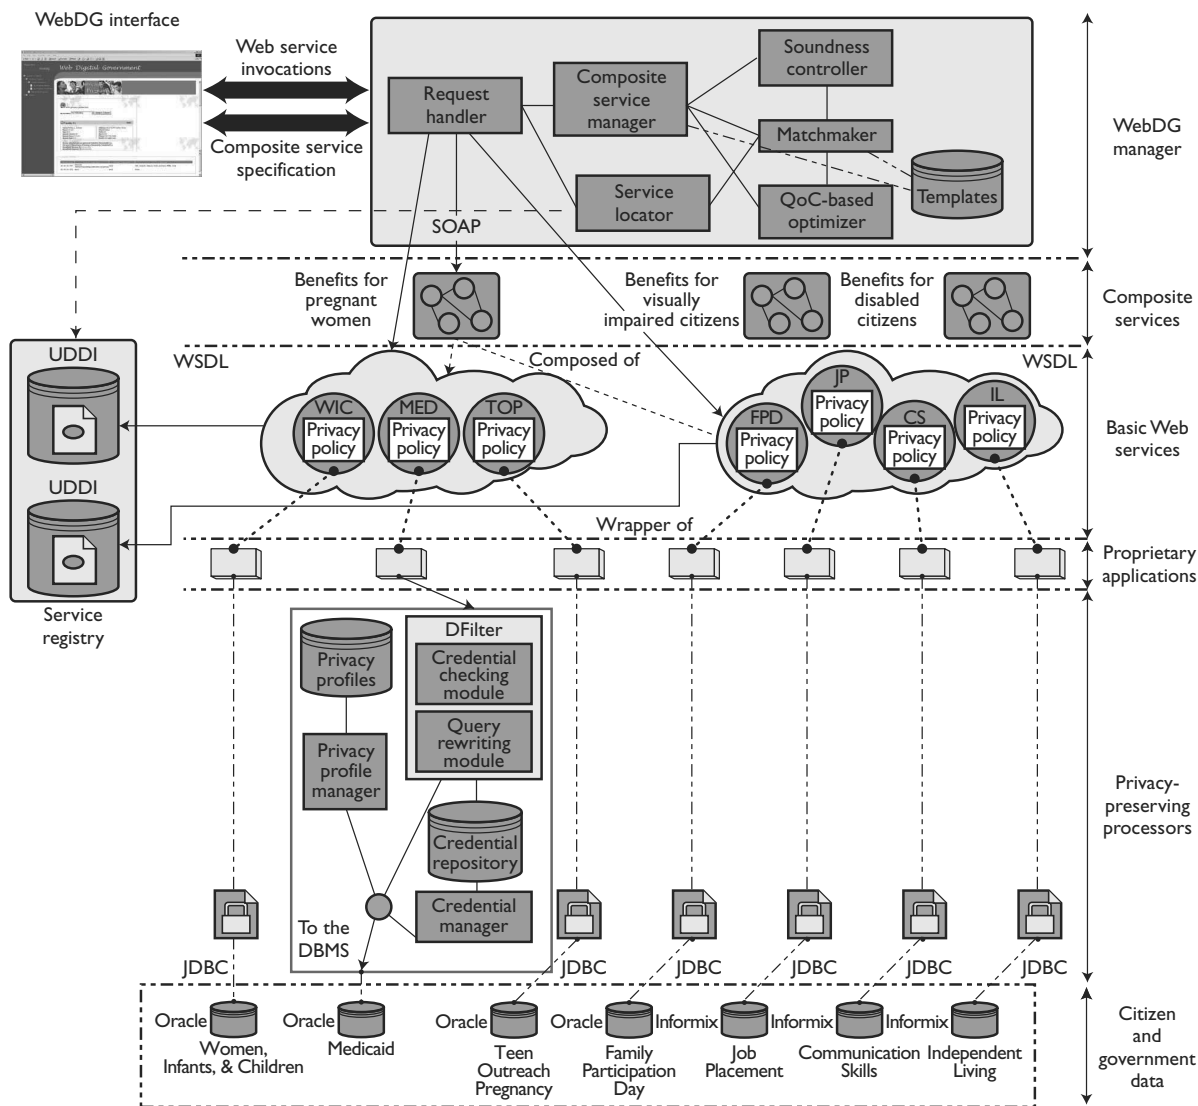 WebDG interface
Web Digital Government
Web service
invocations
Composite service
specification
Request
handler
Composite
service
manager
Soundness
controller
Matchmaker
Service
locator
QoC-based
optimizer
Templates
SOAP
WebDG
manager
Benefits for
pregnant
women
Benefits for
visually
impaired citizens
Benefits for
disabled
citizens
Composite
services
UDDI
UDDI
Service
registry
WSDL
Composed of
WSDL
WIC
Privacy
policy
MED
Privacy
policy
TOP
Privacy
policy
FPD
Privacy
policy
JP
Privacy
policy
CS
Privacy
policy
IL
Privacy
policy
Basic Web
services
Wrapper of
Proprietary
applications
Privacy
profiles
DFilter
Credential
checking
module
Query
rewriting
module
Privacy
profile
manager
Credential
repository
Credential
manager
To the
DBMS
Privacy-
preserving
processors
JDBC
JDBC
JDBC
JDBC
JDBC
JDBC
Oracle
Women,
Infants, & Children
Oracle
Medicaid
Oracle
Teen
Outreach
Pregnancy
Oracle
Family
Participation
Day
Informix
Job
Placement
Informix
Communication
Skills
Informix
Independent
Living
Citizen
and
government
data